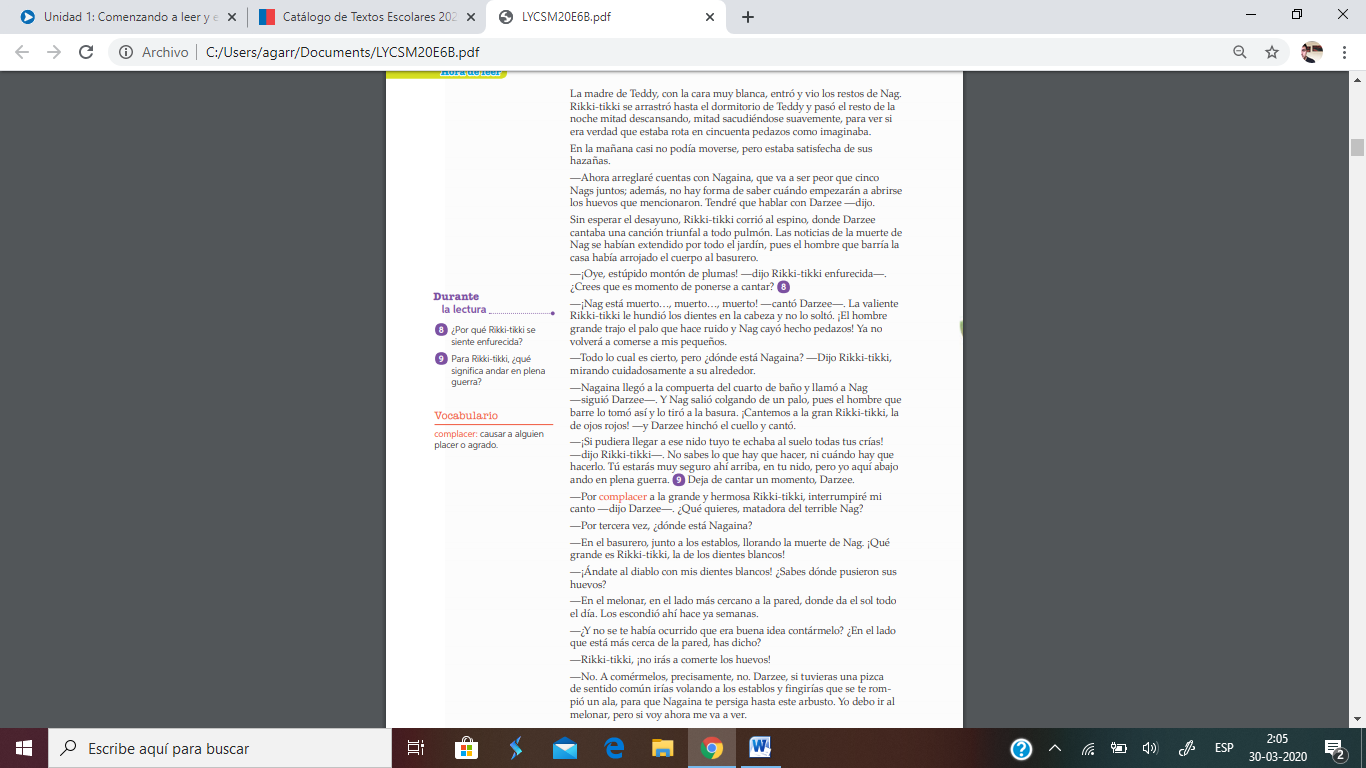 Unidad 1: Comenzando a leer y e
Catálogo de Textos Escolares 202
LYCSM20E6B.pdf
Archivo
C:/Users/agarr/Documents/LYCSM20E6B.pdf
Hora de leer
La madre de Teddy, con la cara muy blanca, entró y vio los restos de Nag.
Rikki-tikki se arrastró hasta el dormitorio de Teddy y pasó el resto de la
noche mitad descansando, mitad sacudiéndose suavemente, para ver si
era verdad que estaba rota en cincuenta pedazos como imaginaba.
En la mañana casi no podía moverse, pero estaba satisfecha de sus
hazañas.
—Ahora arreglaré cuentas con Nagaina, que va a ser peor que cinco
Nags juntos; además, no hay forma de saber cuándo empezarán a abrirse
los huevos que mencionaron. Tendré que hablar con Darzee —dijo.
Sin esperar el desayuno, Rikki-tikki corrió al espino, donde Darzee
cantaba una canción triunfal a todo pulmón. Las noticias de la muerte de
Nag se habían extendido por todo el jardín, pues el hombre que barría la
casa había arrojado el cuerpo al basurero.
—¡Oye, estúpido montón de plumas! —dijo Rikki-tikki enfurecida—.
¿Crees que es momento de ponerse a cantar? 8
—¡Nag está muerto…, muerto…, muerto! —cantó Darzee—. La valiente
Rikki-tikki le hundió los dientes en la cabeza y no lo soltó. ¡El hombre
grande trajo el palo que hace ruido y Nag cayó hecho pedazos! Ya no
volverá a comerse a mis pequeños.
—Todo lo cual es cierto, pero ¿dónde está Nagaina? —Dijo Rikki-tikki,
mirando cuidadosamente a su alrededor.
—Nagaina llegó a la compuerta del cuarto de baño y llamó a Nag
—siguió Darzee—. Y Nag salió colgando de un palo, pues el hombre que
barre lo tomó así y lo tiró a la basura. ¡Cantemos a la gran Rikki-tikki, la
de ojos rojos! —y Darzee hinchó el cuello y cantó.
—¡Si pudiera llegar a ese nido tuyo te echaba al suelo todas tus crías!
—dijo Rikki-tikki—. No sabes lo que hay que hacer, ni cuándo hay que
hacerlo. Tú estarás muy seguro ahí arriba, en tu nido, pero yo aquí abajo
ando en plena guerra. 9 Deja de cantar un momento, Darzee.
—Por complacer a la grande y hermosa Rikki-tikki, interrumpiré mi
canto —dijo Darzee—. ¿Qué quieres, matadora del terrible Nag?
—Por tercera vez, ¿dónde está Nagaina?
—En el basurero, junto a los establos, llorando la muerte de Nag. ¡Qué
grande es Rikki-tikki, la de los dientes blancos!
—¡Ándate al diablo con mis dientes blancos! ¿Sabes dónde pusieron sus
huevos?
—En el melonar, en el lado más cercano a la pared, donde da el sol todo
el día. Los escondió ahí hace ya semanas.
—¿Y no se te había ocurrido que era buena idea contármelo? ¿En el lado
que está más cerca de la pared, has dicho?
—Rikki-tikki, ¡no irás a comerte los huevos!
—No. A comérmelos, precisamente, no. Darzee, si tuvieras una pizca
de sentido común irías volando a los establos y fingirías que se te rom-
pió un ala, para que Nagaina te persiga hasta este arbusto. Yo debo ir al
melonar, pero si voy ahora me va a ver.
Durante
la lectura
8 ¿Por qué Rikki-tikki se
siente enfurecida?
9 Para Rikki-tikki, ¿qué
significa andar en plena
guerra?
Vocabulario
complacer: causar a alguien
placer o agrado.
Escribe aquí para buscar
ESP
2:05
30-03-2020
2